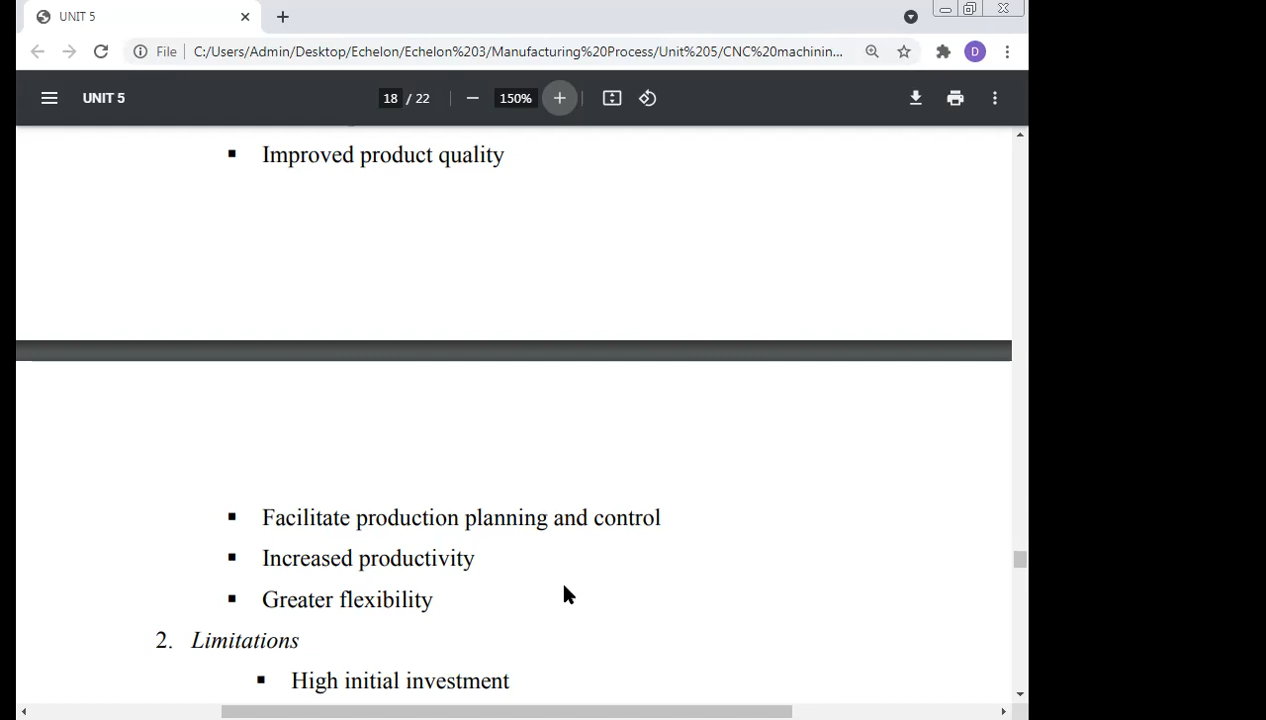 UNIT 5
File C:/Users/Admin/Desktop/Echelon/Echelon%203/Manufacturing%20Process/Unit%205/CNC%20machinin... D
UNIT 5 18 / 22 150%
▪ Improved product quality
▪ Facilitate production planning and control
▪ Increased productivity
▪ Greater flexibility
2. Limitations
▪ High initial investment